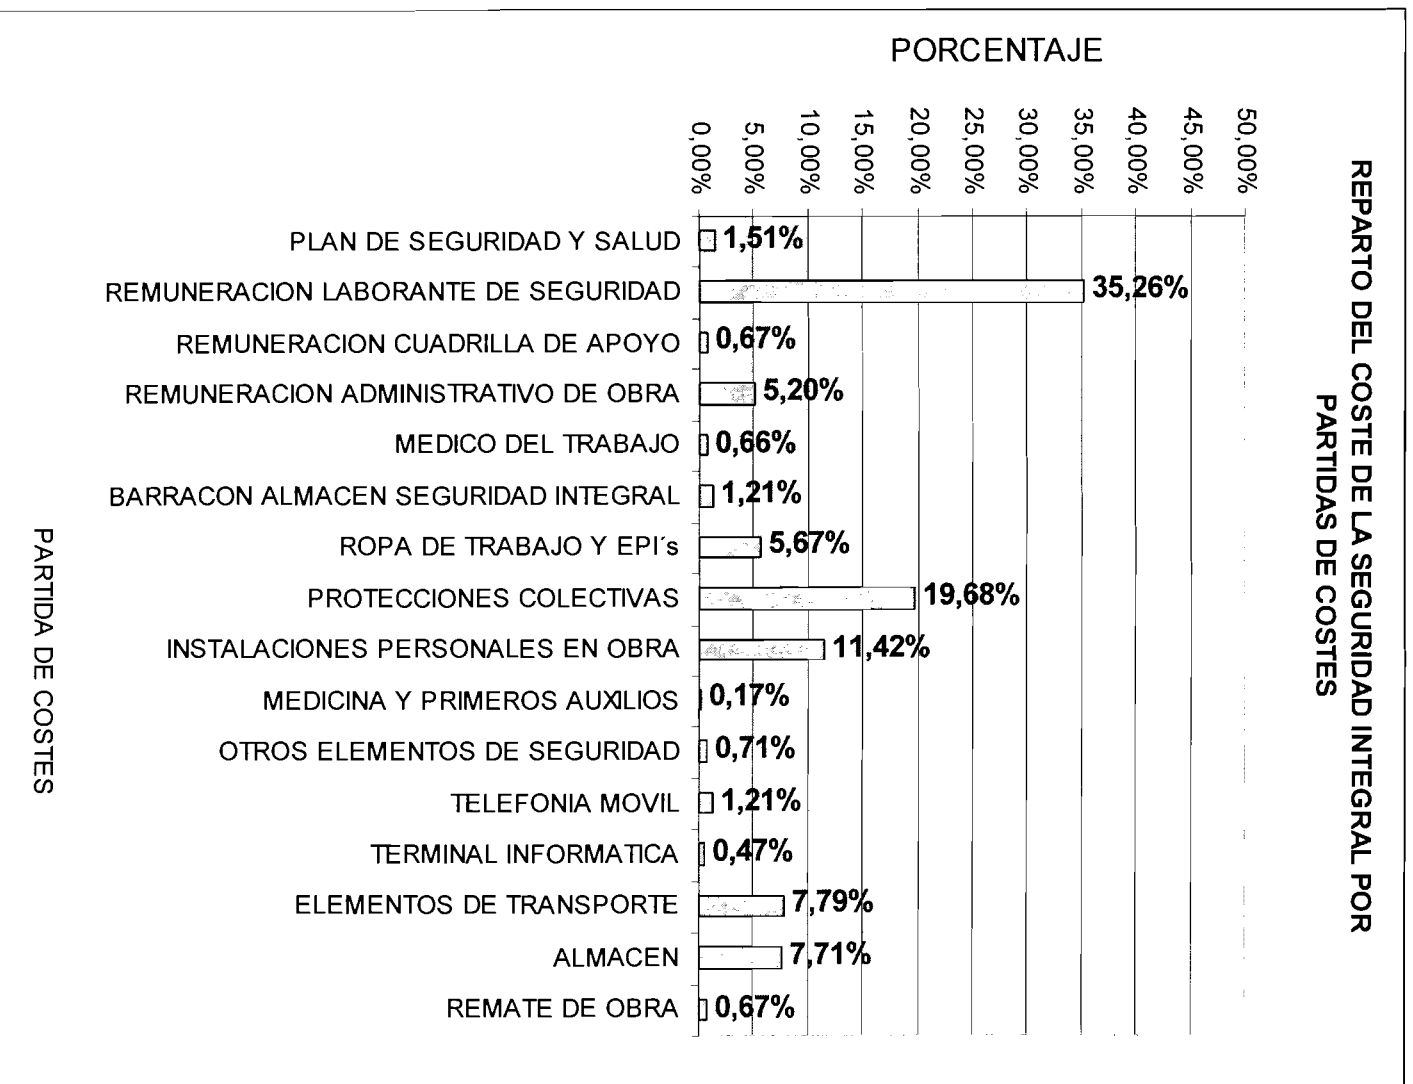 REPARTO DEL COSTE DE LA SEGURIDAD INTEGRAL POR
PARTIDAS DE COSTES
PORCENTAJE
0,00%
5,00%
10,00%
15,00%
20,00%
25,00%
30,00%
35,00%
40,00%
45,00%
50,00%
PLAN DE SEGURIDAD Y SALUD 1,51%
REMUNERACION LABORANTE DE SEGURIDAD 35,26%
REMUNERACION CUADRILLA DE APOYO 0,67%
REMUNERACION ADMINISTRATIVO DE OBRA 5,20%
MEDICO DEL TRABAJO 0,66%
BARRACON ALMACEN SEGURIDAD INTEGRAL 1,21%
ROPA DE TRABAJO Y EPI´s 5,67%
PROTECCIONES COLECTIVAS 19,68%
INSTALACIONES PERSONALES EN OBRA 11,42%
MEDICINA Y PRIMEROS AUXILIOS 0,17%
OTROS ELEMENTOS DE SEGURIDAD 0,71%
TELEFONIA MOVIL 1,21%
TERMINAL INFORMATICA 0,47%
ELEMENTOS DE TRANSPORTE 7,79%
ALMACEN 7,71%
REMATE DE OBRA 0,67%
PARTIDA DE COSTES